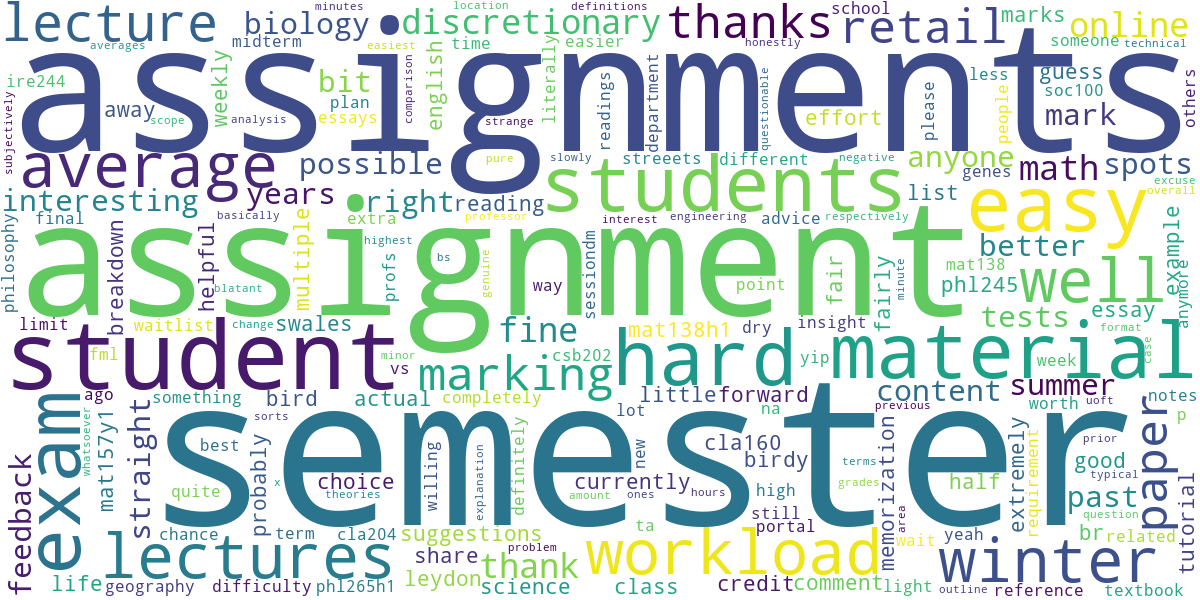 lecture biology discretionary thanks retail online
minutes location definitions school marks
averages midterm easiest time easier honestly someone technical
assignments
ire244 weekly bit english literally readings department questionable please less guess soc100 others
subjectively away scope plan essays analysis comparison strange effort people mark
average possible pure slowly streeets different negative anyone genes math spots
students excuse overall
interesting years right reading list easy
philosophy final basically extra interest engineering advice respectively
professor
assignment
breakdown helpful blatant multiple profs highest bs genuine way sessiondm point fair fairly minute better mat138 phl245 well example anymore
limit waitlist change swales fine mat138h1 dry insight tests essay format
student fml minor vs marking csb202 hard yip material week case
ago something bird actual completely little forward content summer worth notes
whatsoever sorts lot na previous uoft p
semester
exam mat157y1 straight best probably willing explanation definitely new cla160 birdy terms memorization extremely requirement good prior typical paper
feedback quite x theories choice amount ones currently hours high grades half past question tutorial
chance term cla204 suggestions ta still portal area wait yeah br related
lectures share problem thank workload winter
life geography difficulty phl265h1 leydon science class credit comment light outline reference textbook